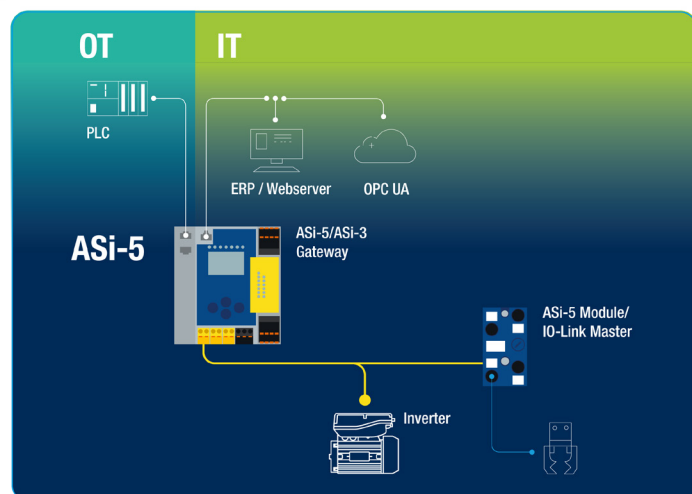 OT
IT
PLC
ERP / Webserver
OPC UA
ASi-5
ASi-5/ASi-3
Gateway
ASi-5 Module/
IO-Link Master
Inverter